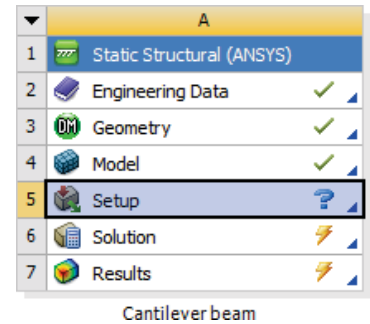 A
1 Static Structural (ANSYS)
2 Engineering Data
3 DM Geometry
4 Model
5 Setup ?
6 Solution
7 Results
Cantilever beam